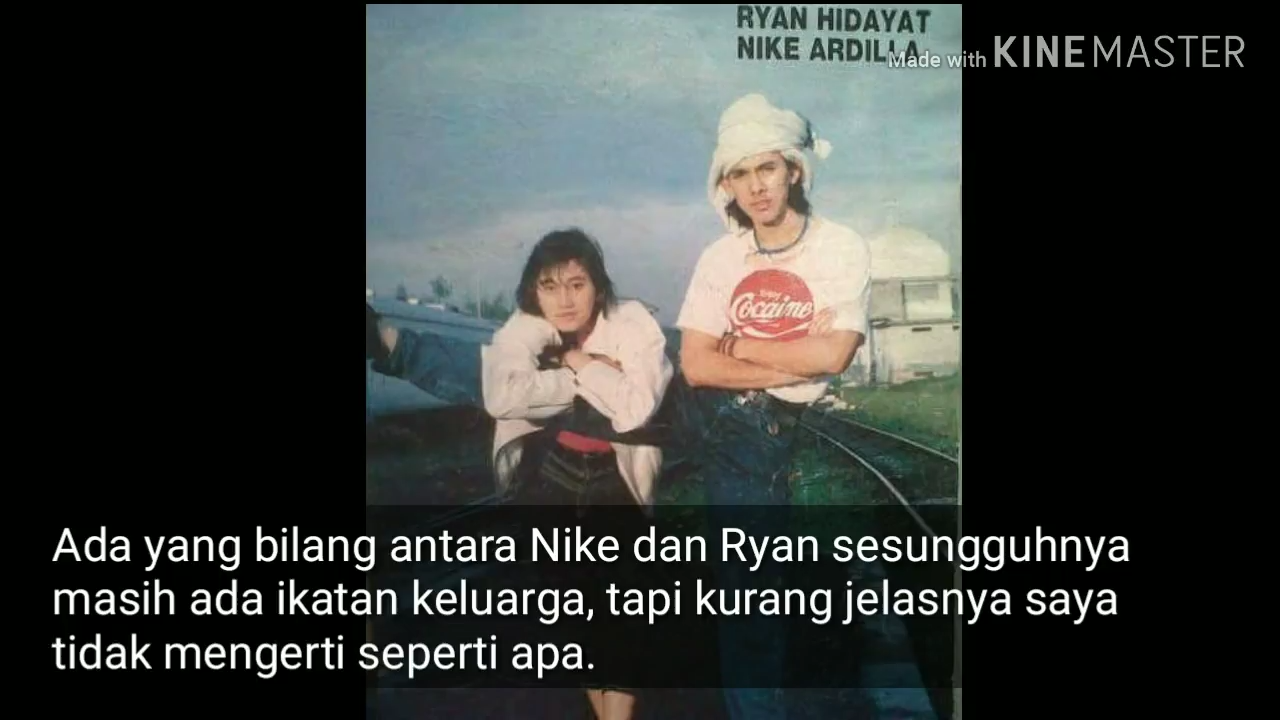 RYAN HIDAYAT
NIKE ARDILLA
Made with KINEMASTER
Enjoy
Cocaine
Ada yang bilang antara Nike dan Ryan sesungguhnya
masih ada ikatan keluarga, tapi kurang jelasnya saya
tidak mengerti seperti apa.